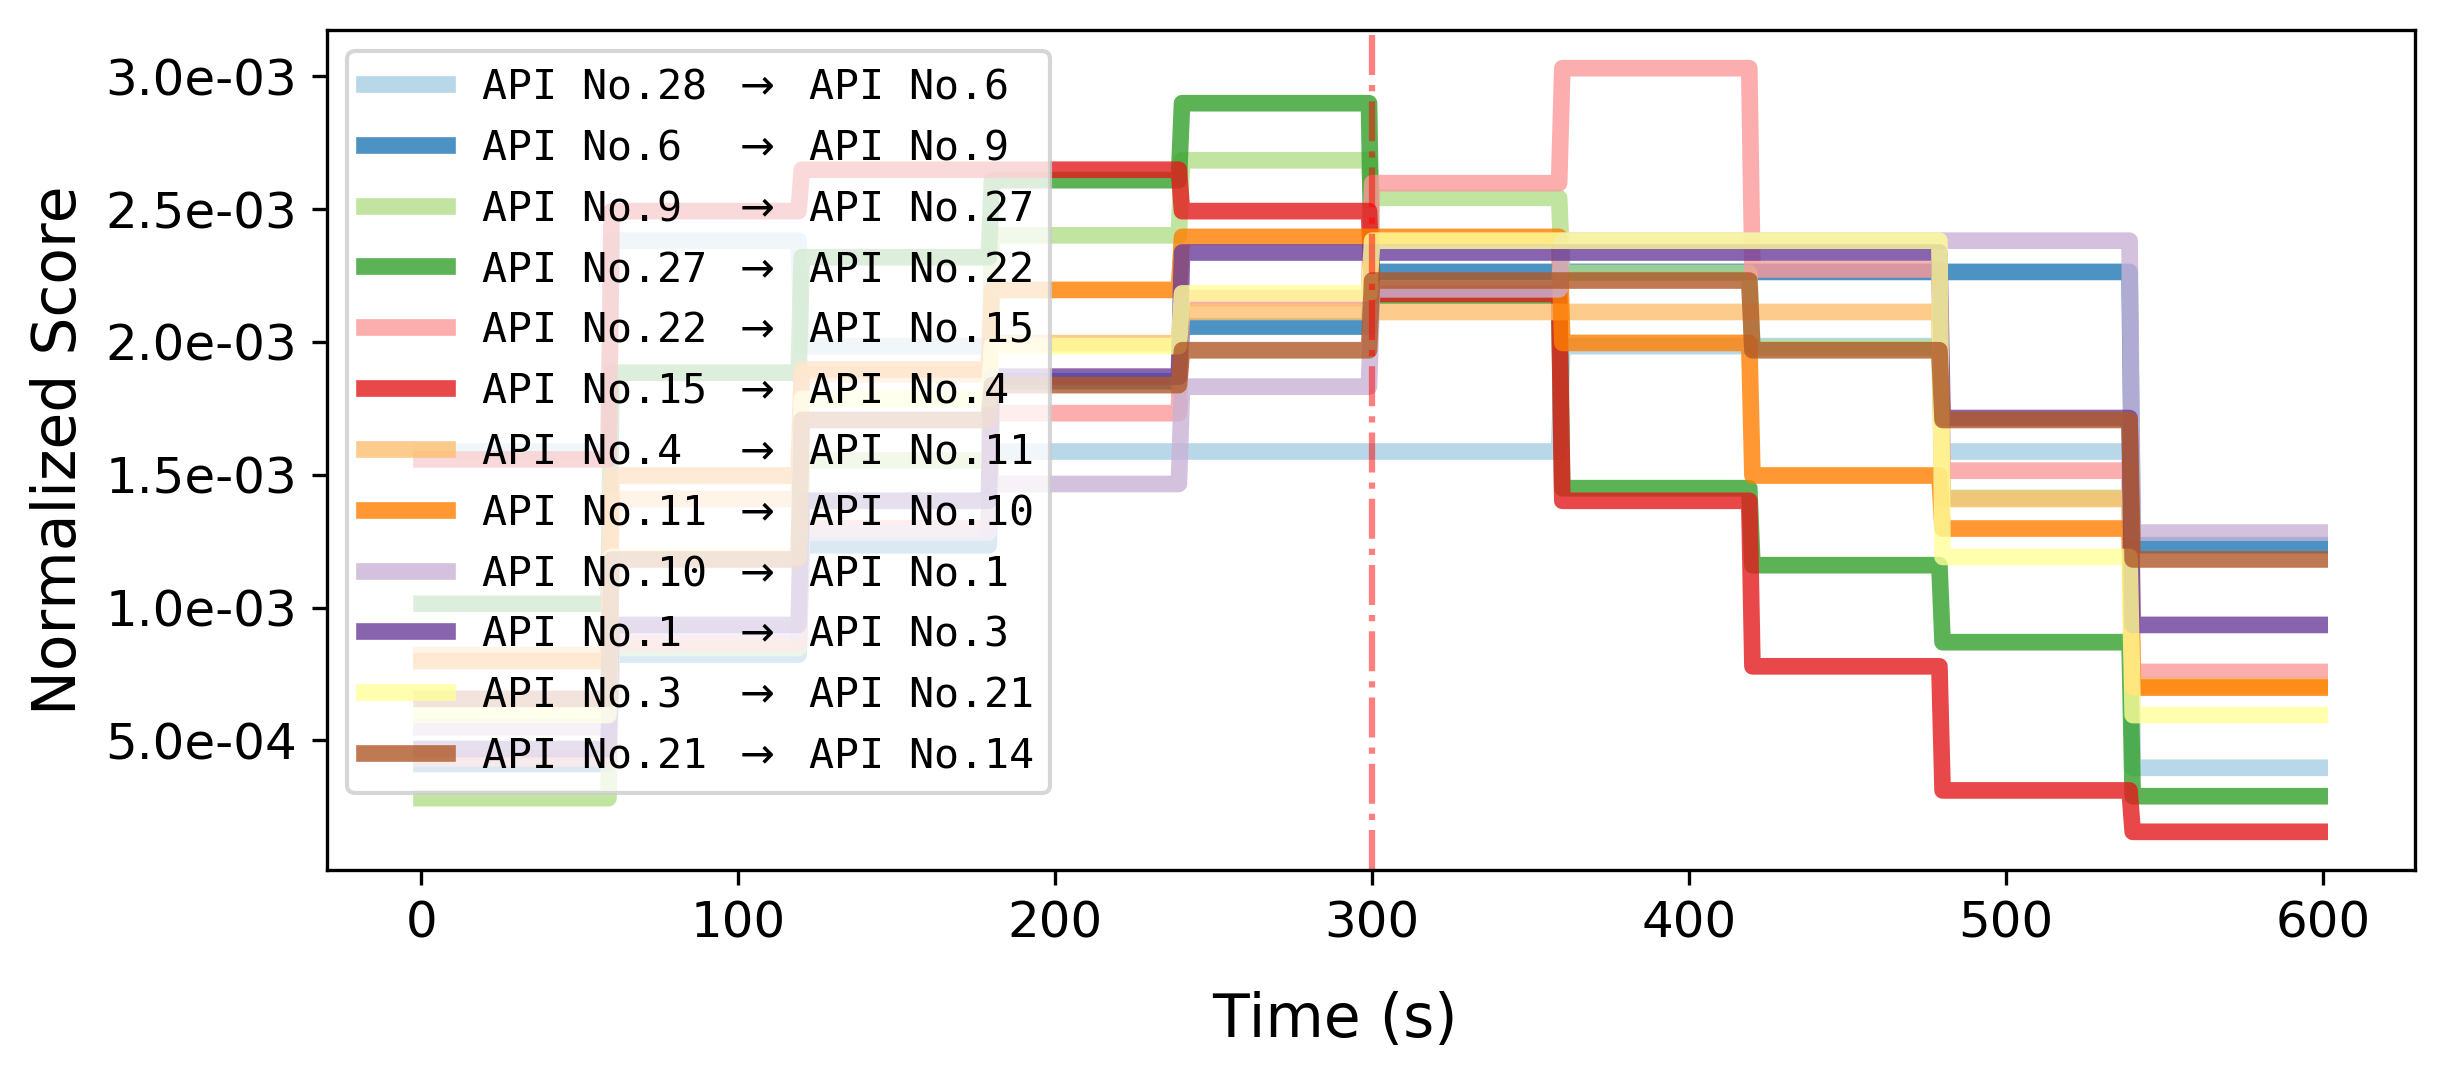 Normalized Score
3.0e-03
2.5e-03
2.0e-03
1.5e-03
1.0e-03
5.0e-04
API No.28 → API No.6
API No.6 → API No.9
API No.9 → API No.27
API No.27 → API No.22
API No.22 → API No.15
API No.15 → API No.4
API No.4 → API No.11
API No.11 → API No.10
API No.10 → API No.1
API No.1 → API No.3
API No.3 → API No.21
API No.21 → API No.14
0 100 200 300 400 500 600
Time (s)